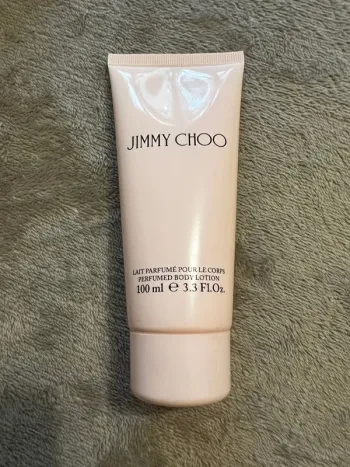 JIMMY CHOO
LAIT PARFUMÉ POUR LE CORPS
PERFUMED BODY LOTION
100 ml ℮ 3.3 Fl.Oz.